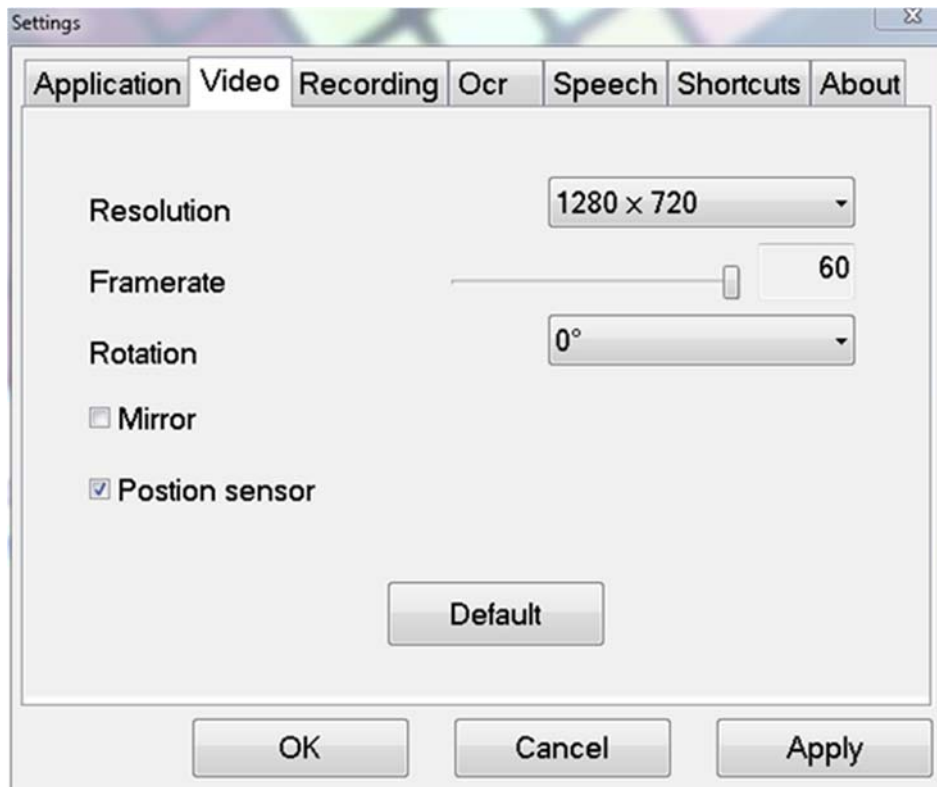 Settings
Application Video Recording Ocr Speech Shortcuts About
Resolution 1280 × 720
Framerate 60
Rotation 0°
Mirror
Postion sensor
Default
OK Cancel Apply